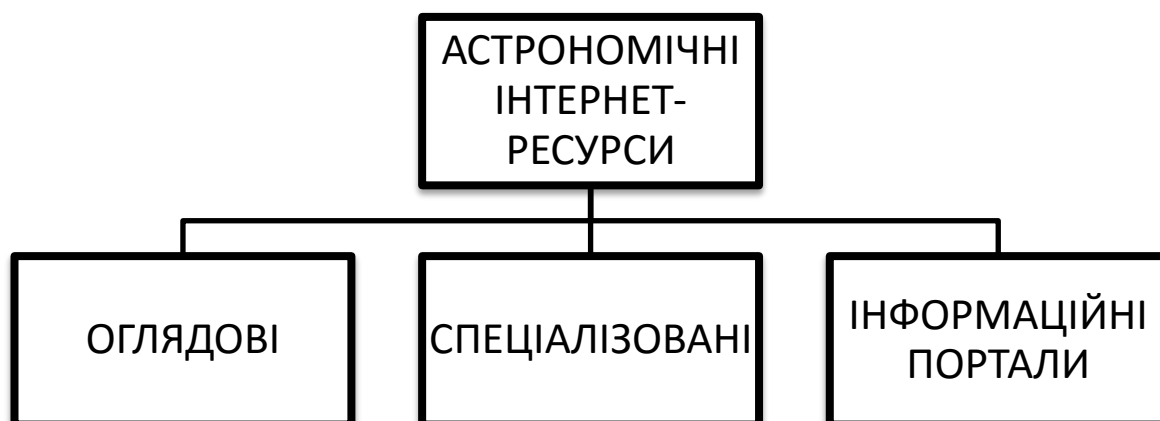 АСТРОНОМІЧНІ
ІНТЕРНЕТ-
РЕСУРСИ
ОГЛЯДОВІ
СПЕЦІАЛІЗОВАНІ
ІНФОРМАЦІЙНІ
ПОРТАЛИ